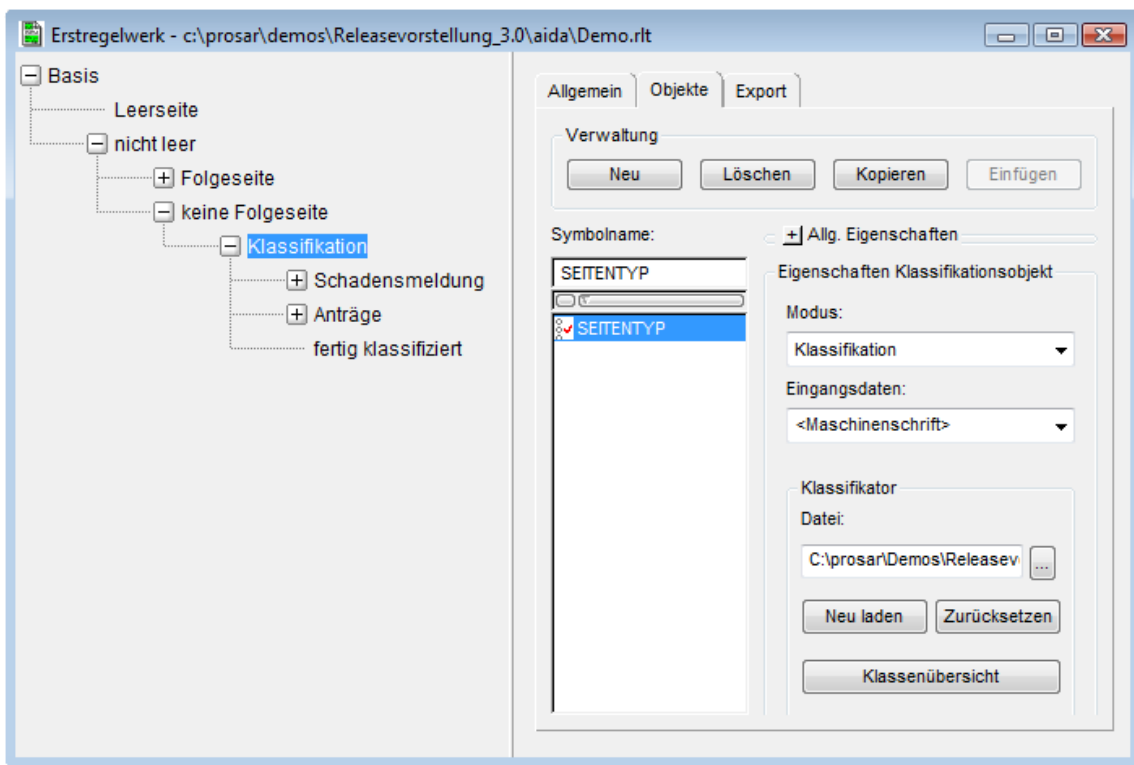 Erstregelwerk - c:\prosar\demos\Releasevorstellung_3.0\aida\Demo.rlt
Basis
Leerseite
nicht leer
Folgeseite
keine Folgeseite
Klassifikation
Schadensmeldung
Anträge
fertig klassifiziert
Allgemein Objekte Export
Verwaltung
Neu Löschen Kopieren Einfügen
Symbolname:
SEITENTYP
SEITENTYP
Allg. Eigenschaften
Eigenschaften Klassifikationsobjekt
Modus:
Klassifikation
Eingangsdaten:
<Maschinenschrift>
Klassifikator
Datei:
C:\prosar\Demos\Releasev ...
Neu laden Zurücksetzen
Klassenübersicht